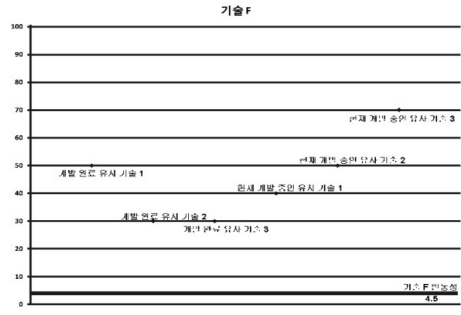 기술 F
100
90
80
70
현재 개발 중인 유사 기술 3
60
현재 개발 중인 유사 기술 2
50
개발 완료 유사 기술 1
현재 개발 중인 유사 기술 1
40
개발 완료 유사 기술 2
30
개발 완료 유사 기술 3
20
10
기술 F
4.5
0